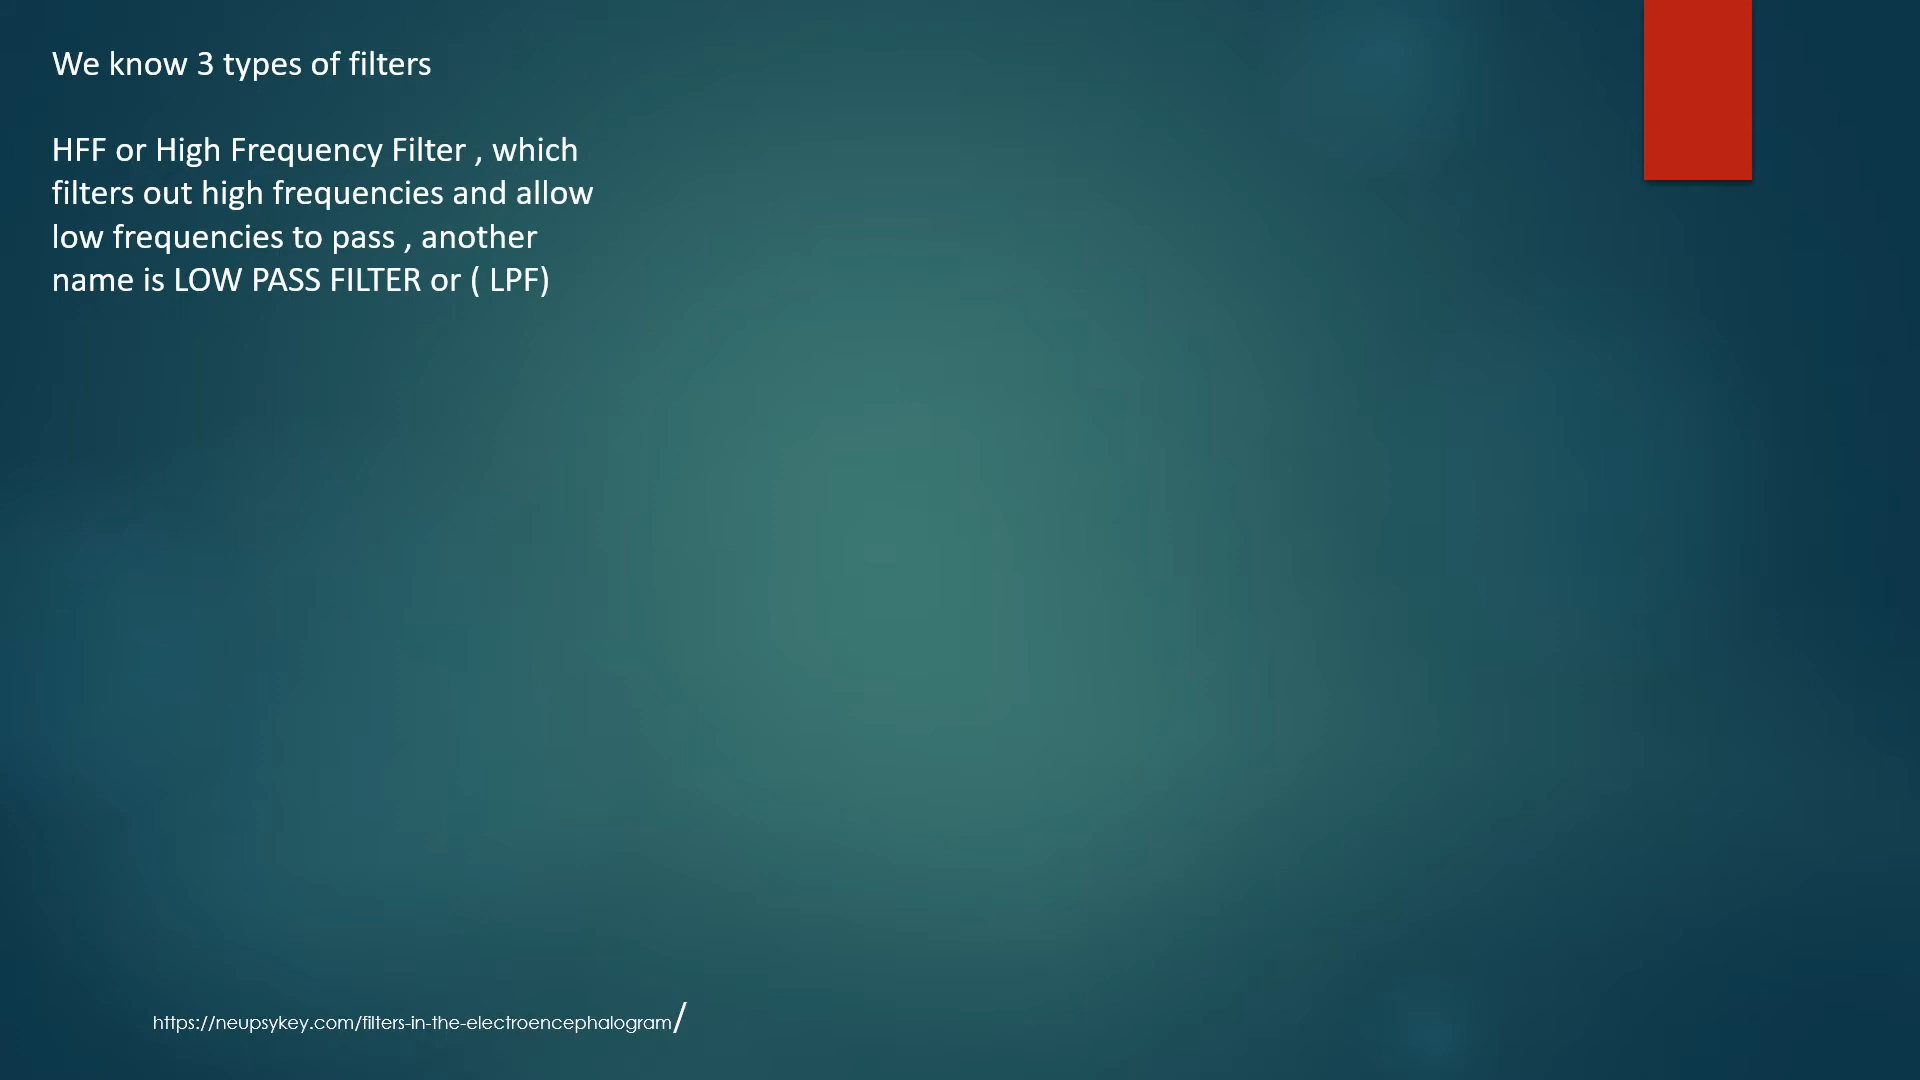 We know 3 types of filters
HFF or High Frequency Filter , which
filters out high frequencies and allow
low frequencies to pass , another
name is LOW PASS FILTER or ( LPF)
https://neupsykey.com/filters-in-the-electroencephalogram/